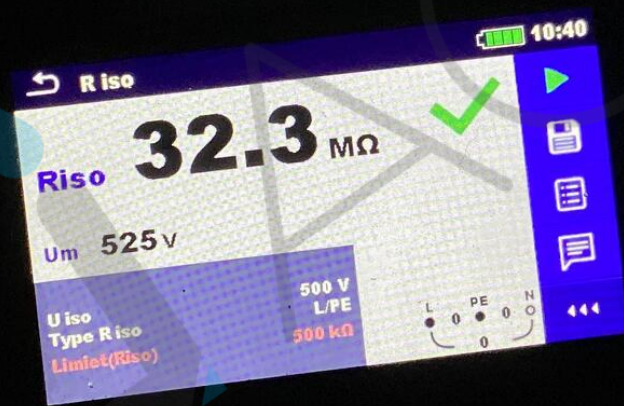 R iso
10:40
Riso 32.3 MΩ
Um 525 V
U iso 500 V
Type R iso L/PE
Limiet(Riso) 500 kΩ
L PE N
0 0
0